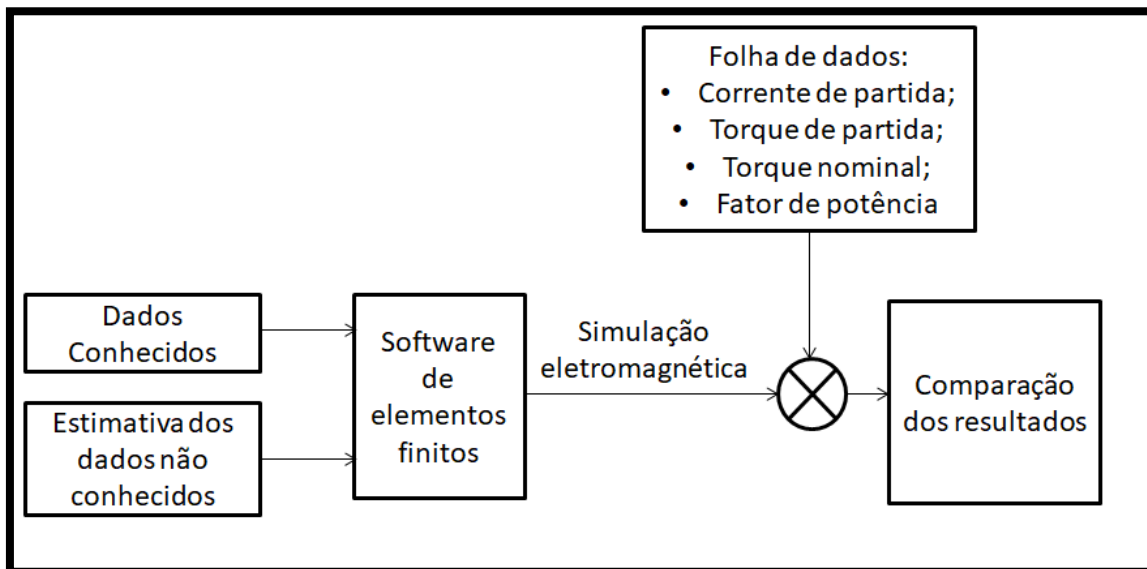 Folha de dados:
• Corrente de partida;
• Torque de partida;
• Torque nominal;
• Fator de potência
Dados
Conhecidos
Estimativa dos
dados não
conhecidos
Software
de
elementos
finitos
Simulação
eletromagnética
Comparação
dos resultados